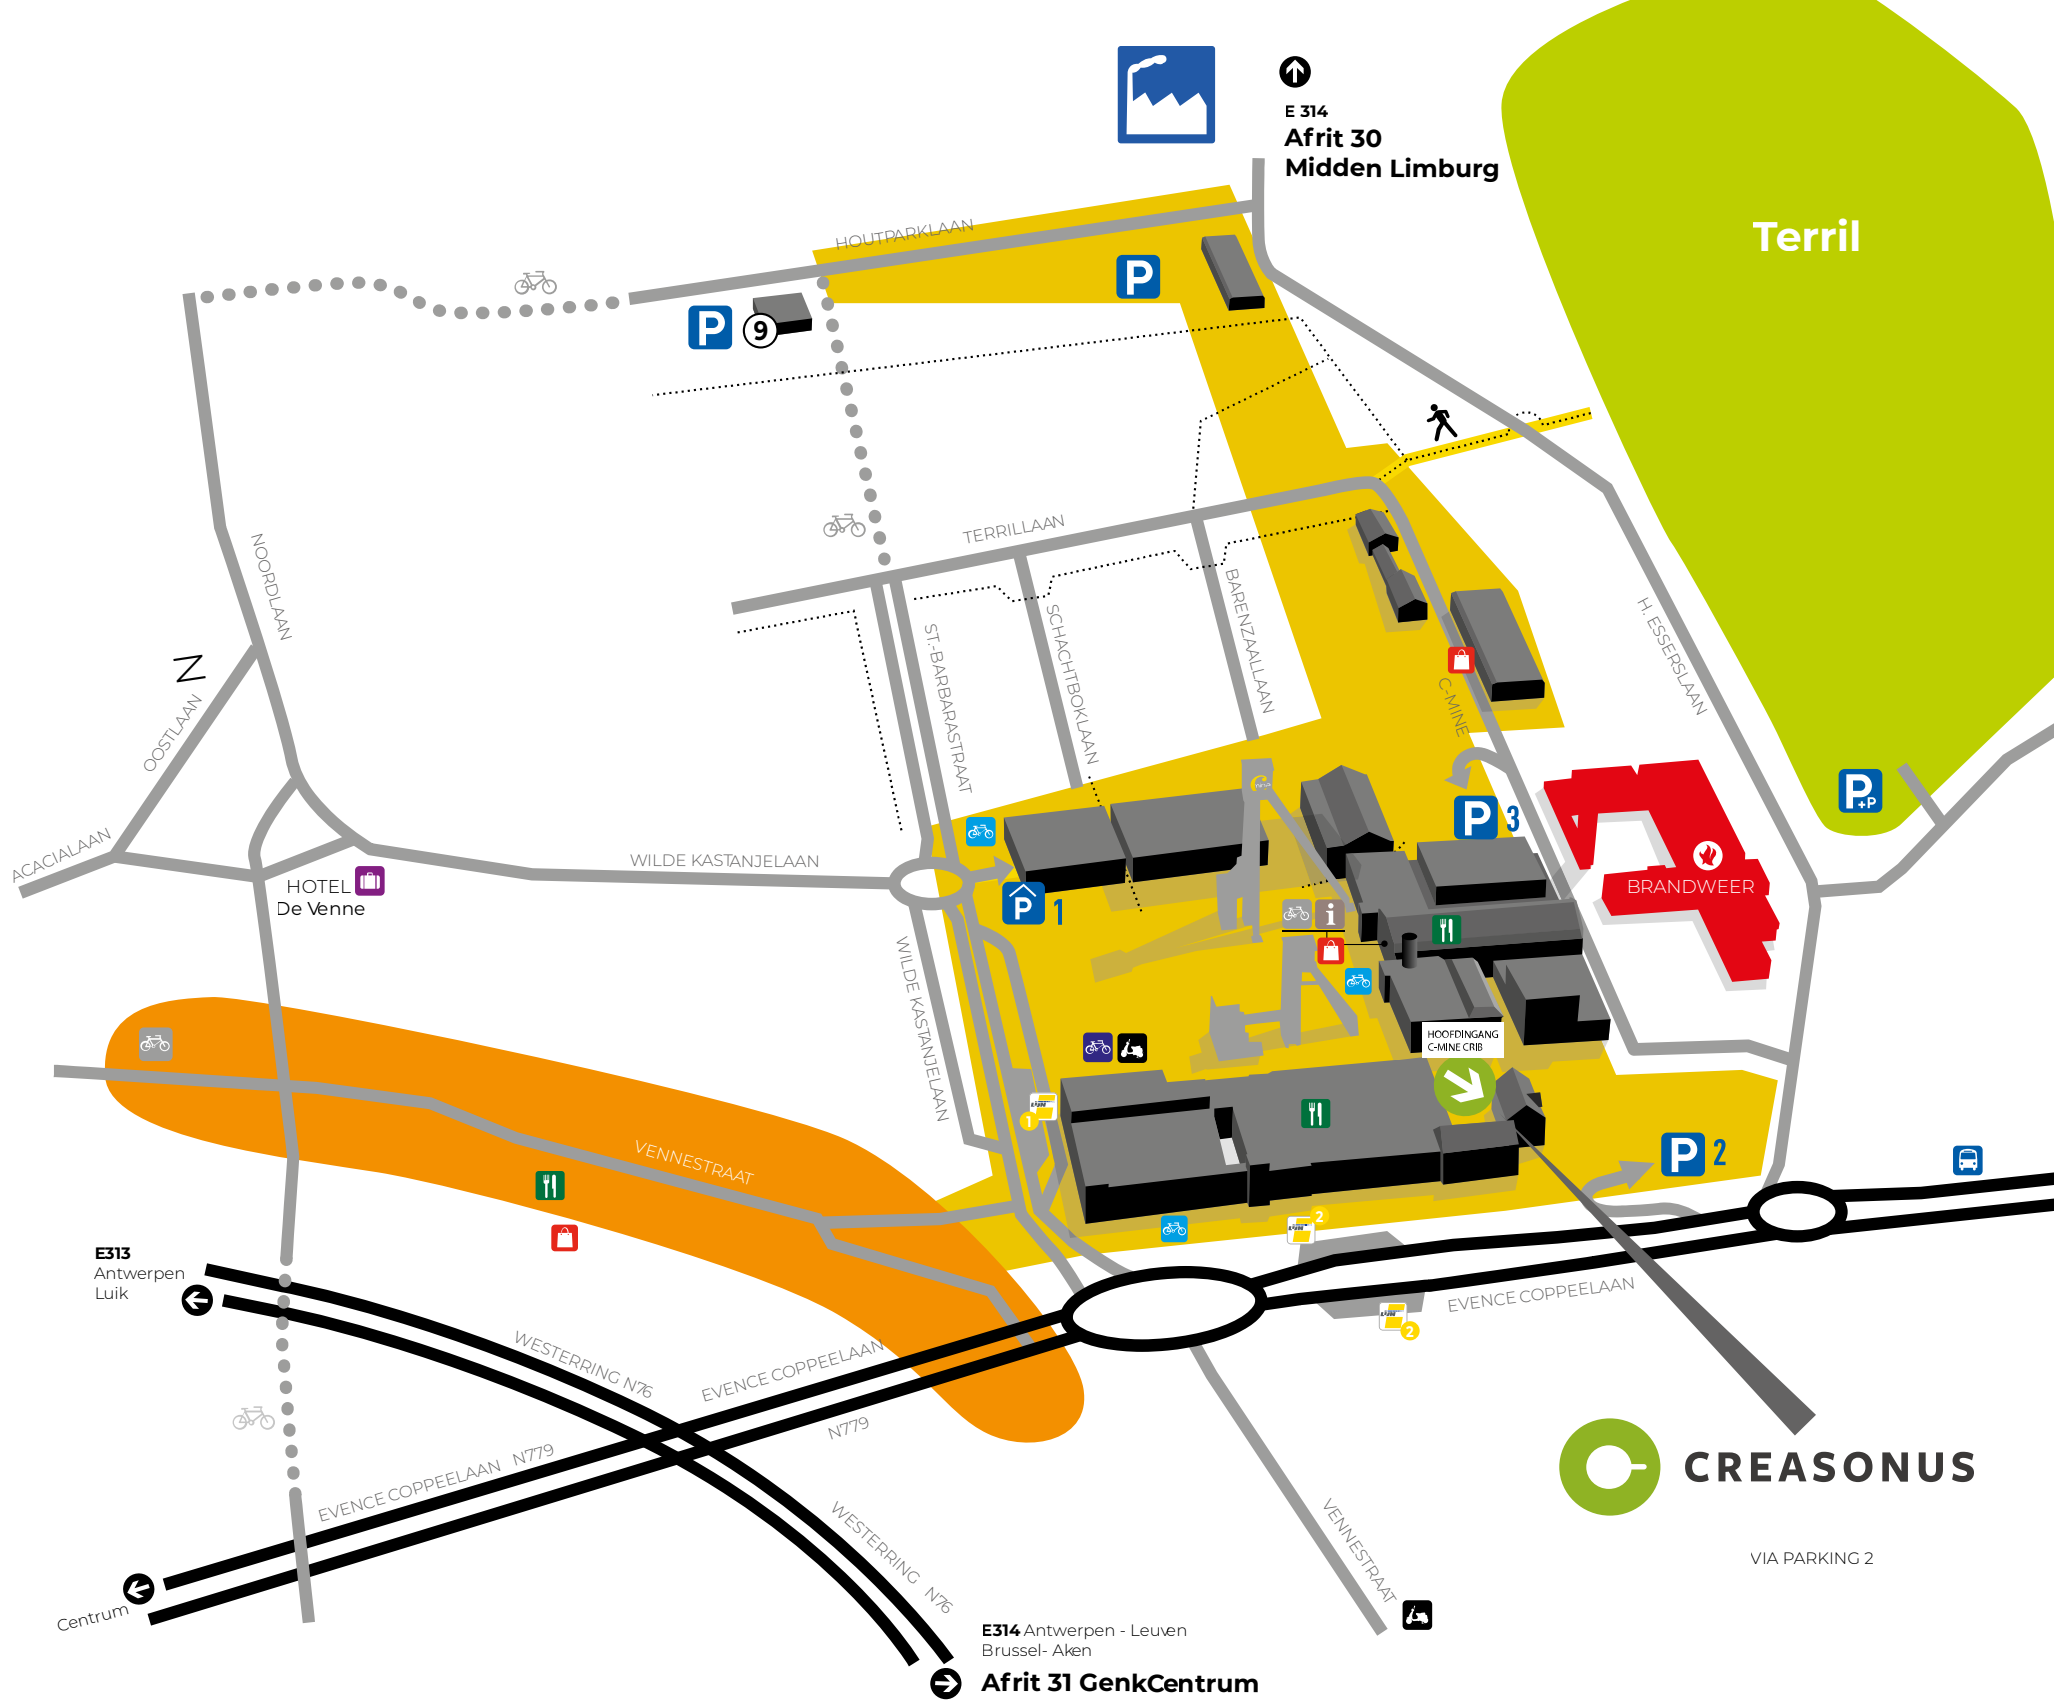 E 314
Afrit 30
Midden Limburg
Terril
HOUTPARKLAAN
P
P
9
TERRILLAAN
NOORDLAAN
BARENZAALLAAN
SCHACHTBOKLAAN
ST.-BARBARASTRAAT
H. ESSERSLAAN
C-MINE
N
OOSTLAAN
ACACIALAAN
P+P
P 3
WILDE KASTANJELAAN
HOTEL
De Venne
P 1
i
BRANDWEER
WILDE KASTANJELAAN
HOOFDINGANG
C-MINE CRIB
1
VENNESTRAAT
P 2
2
E313
Antwerpen
Luik
EVENCE COPPEELAAN
2
WESTERRING N76
EVENCE COPPEELAAN
N779
EVENCE COPPEELAAN N779
CREASONUS
VIA PARKING 2
WESTERRING N76
VENNESTRAAT
Centrum
E314 Antwerpen - Leuven
Brussel- Aken
Afrit 31 GenkCentrum